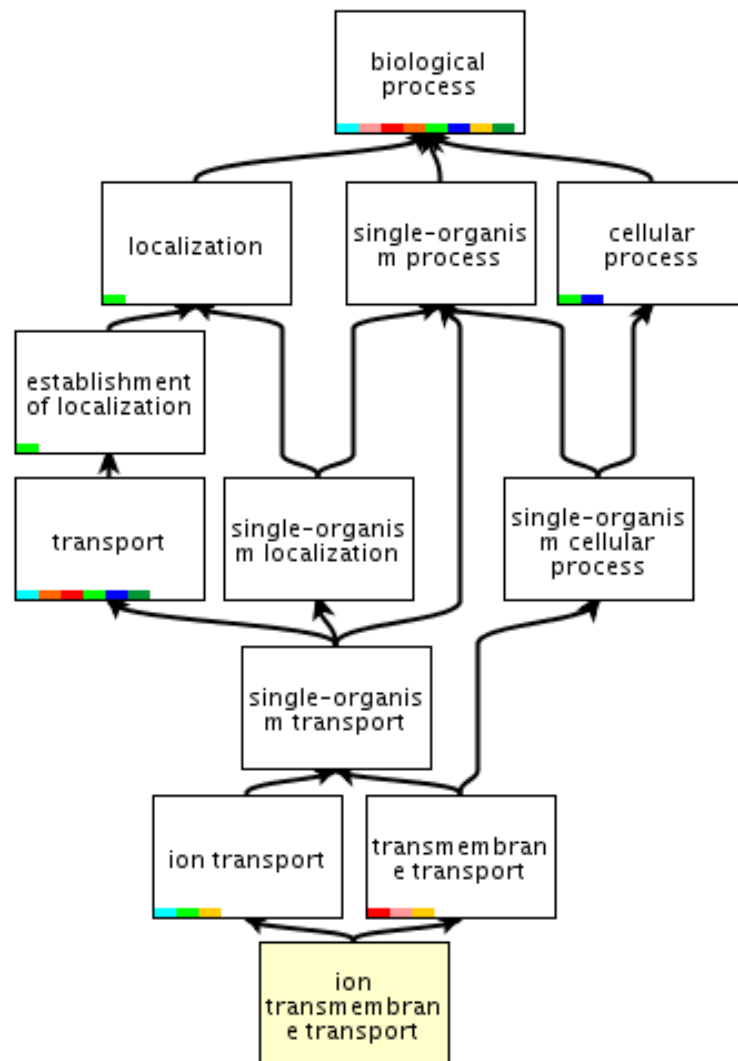 biological
process
localization
single-organis
m process
cellular
process
establishment
of localization
transport
single-organis
m localization
single-organis
m cellular
process
single-organis
m transport
ion transport
transmembran
e transport
ion
transmembran
e transport